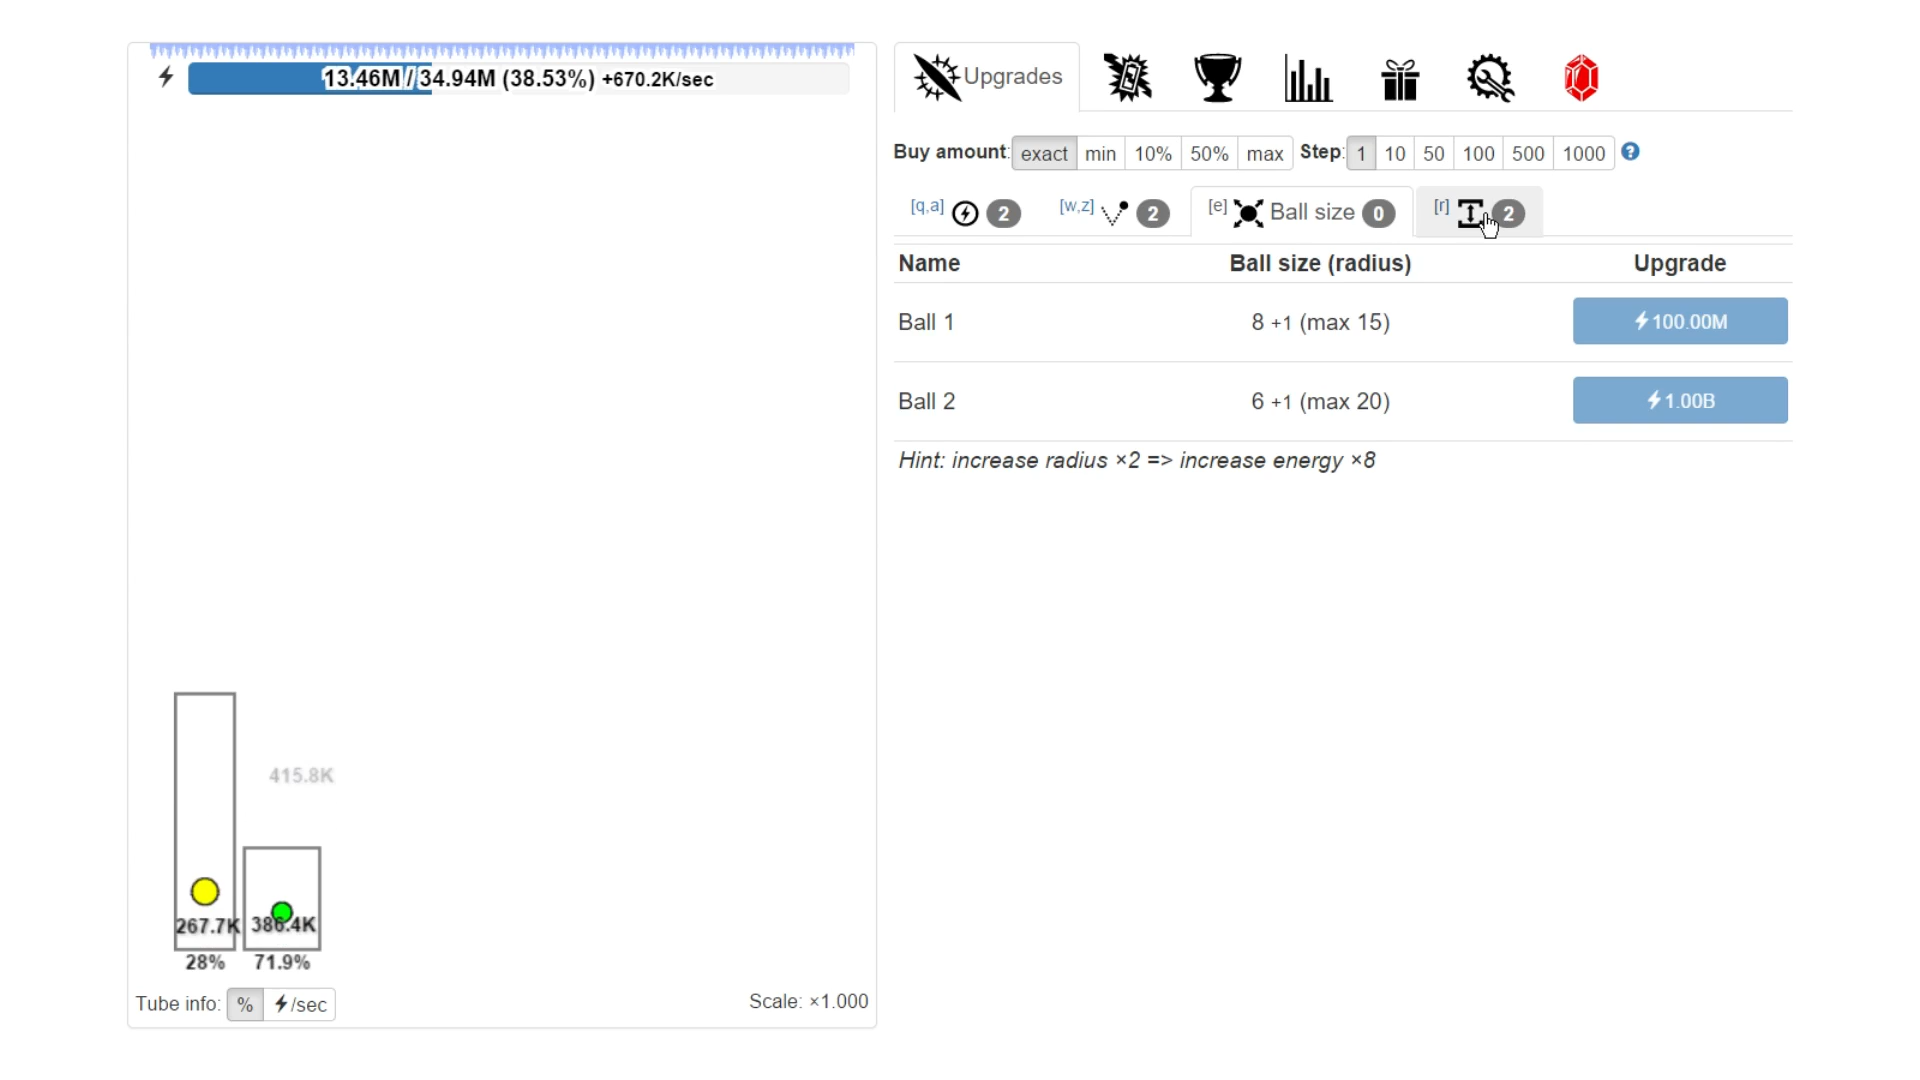 13.46M / 34.94M (38.53%) +670.2K/sec
Upgrades
Buy amount: exact min 10% 50% max Step: 1 10 50 100 500 1000 ?
[q,a] 2 [w,z] 2 [e] Ball size 0 [r] 2
Name Ball size (radius) Upgrade
Ball 1 8 +1 (max 15) 100.00M
Ball 2 6 +1 (max 20) 1.00B
Hint: increase radius ×2 => increase energy ×8
415.8K
267.7K 386.4K
28% 71.9%
Tube info: % /sec Scale: ×1.000